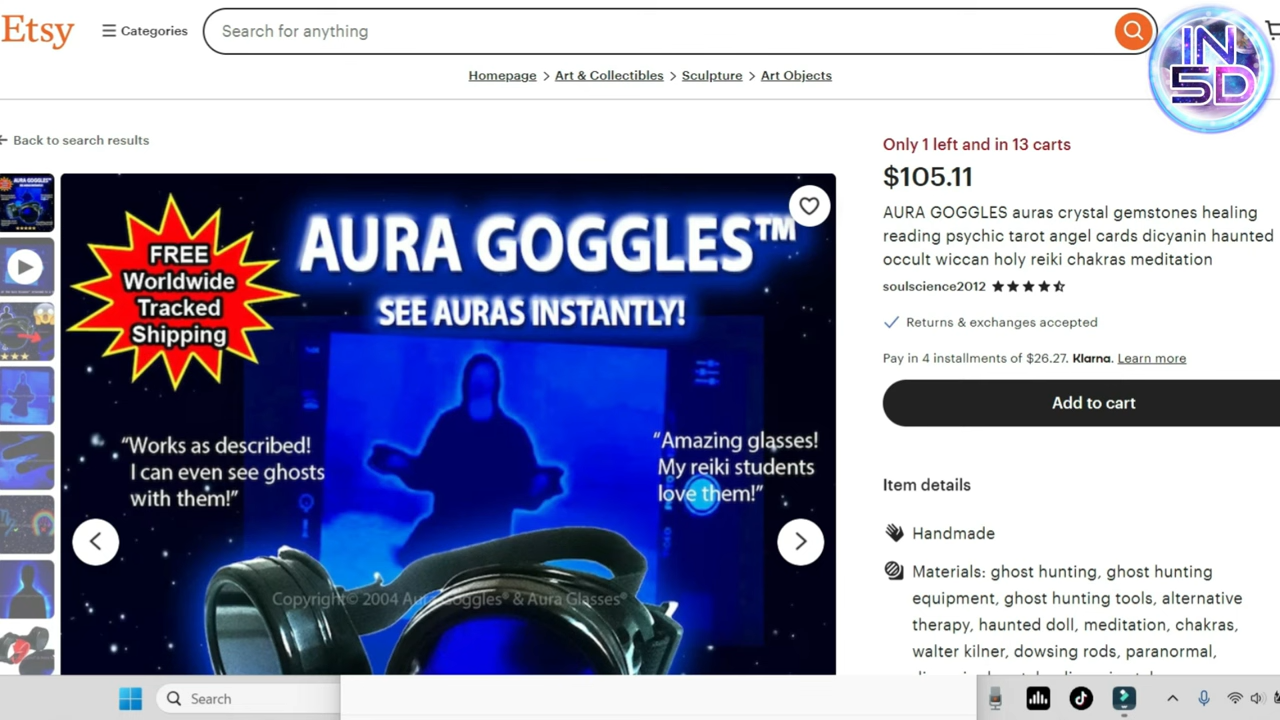 Etsy
Categories
Search for anything
IN
5D
Homepage > Art & Collectibles > Sculpture > Art Objects
Back to search results
Only 1 left and in 13 carts
$105.11
AURA GOGGLES auras crystal gemstones healing
reading psychic tarot angel cards dicyanin haunted
occult wiccan holy reiki chakras meditation
soulscience2012
Returns & exchanges accepted
Pay in 4 installments of $26.27. Klarna. Learn more
Add to cart
Item details
Handmade
Materials: ghost hunting, ghost hunting
equipment, ghost hunting tools, alternative
therapy, haunted doll, meditation, chakras,
walter kilner, dowsing rods, paranormal,
FREE
Worldwide
Tracked
Shipping
AURA GOGGLES™
SEE AURAS INSTANTLY!
“Works as described!
I can even see ghosts
with them!”
“Amazing glasses!
My reiki students
love them!”
Copyright© 2004 Aura Goggles® & Aura Glasses®
Search